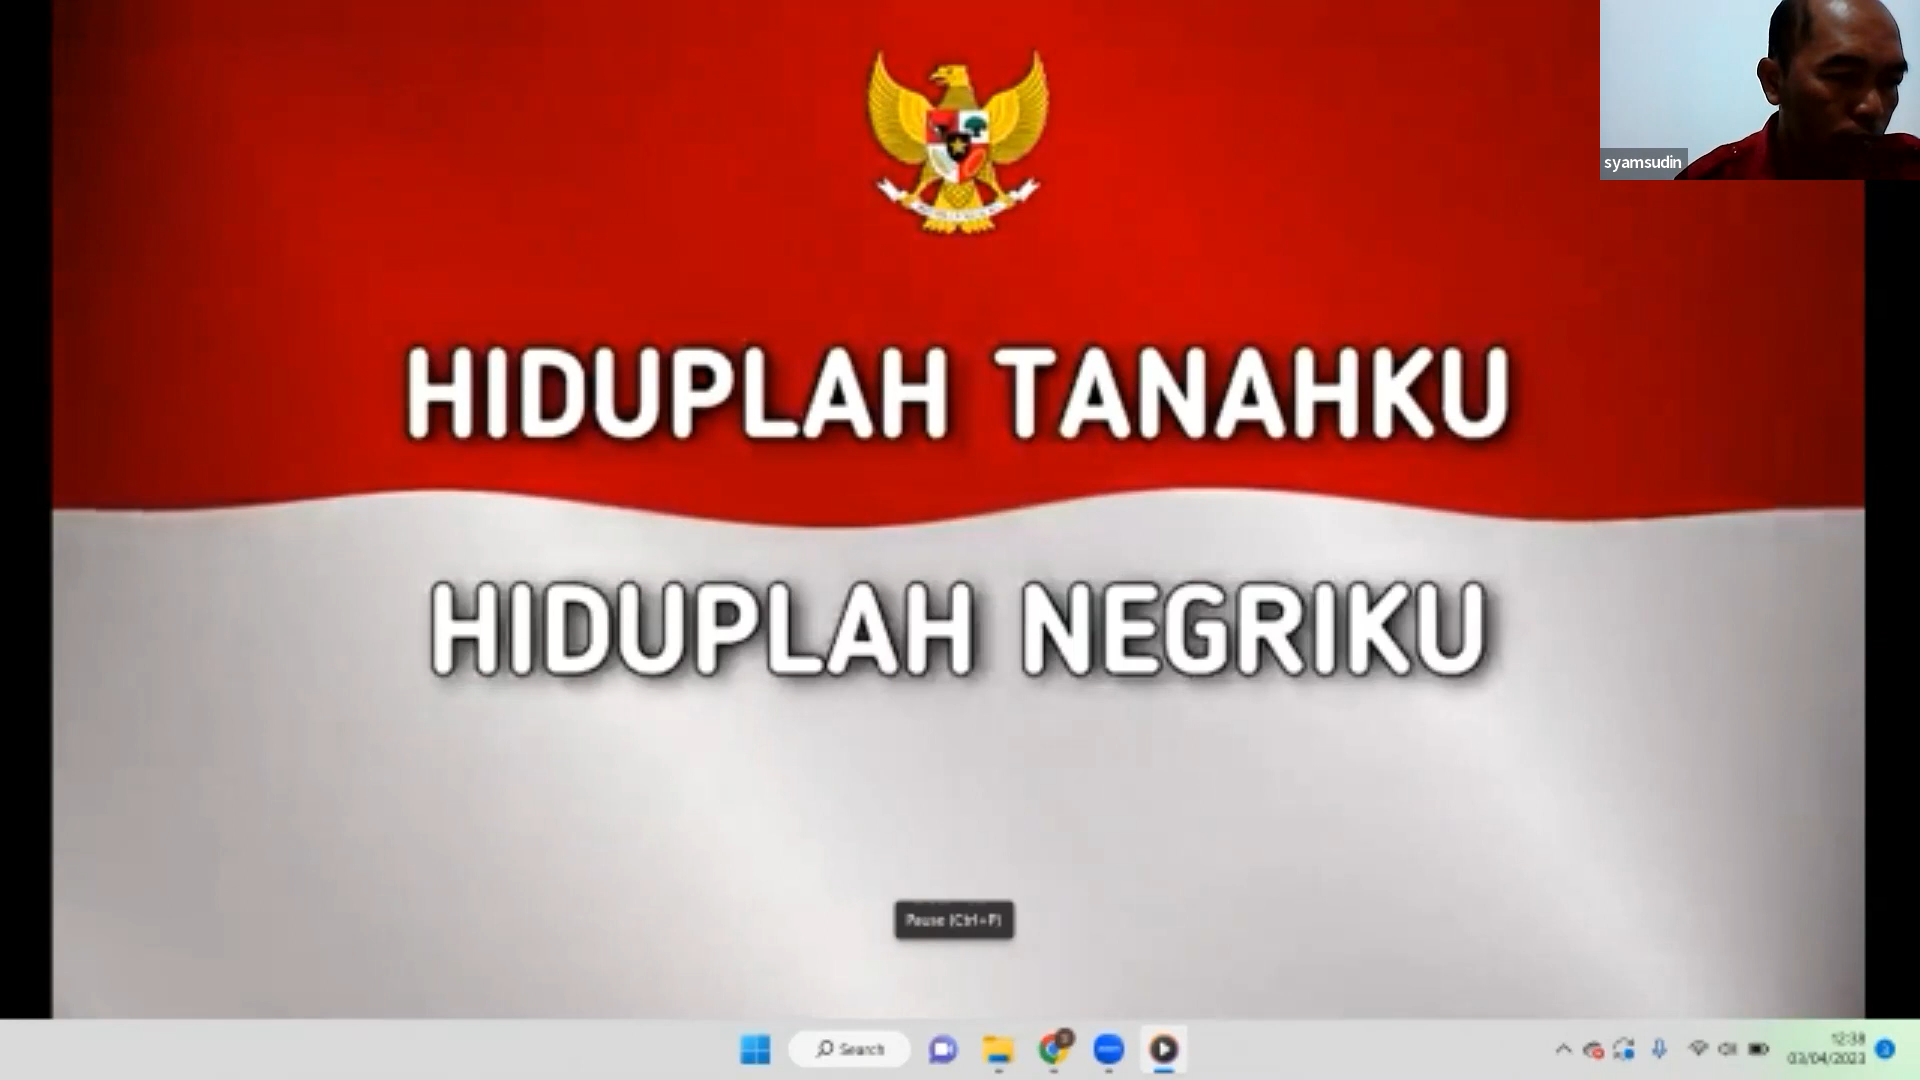 syamsudin
HIDUPLAH TANAHKU
HIDUPLAH NEGRIKU
Pause (Ctrl+P)
Search
12:38
03/04/2023